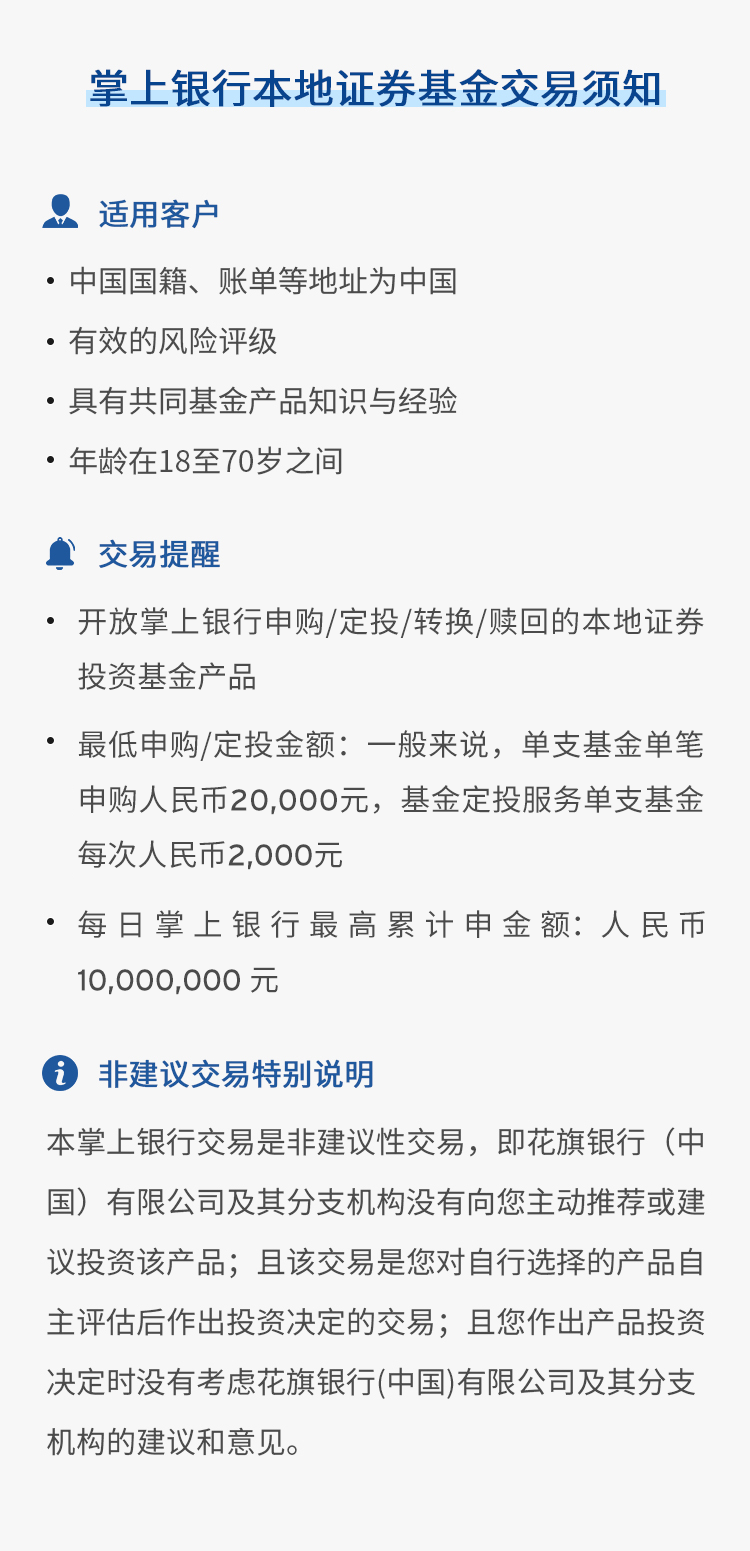 掌上银行本地证券基金交易须知
适用客户
• 中国国籍、账单等地址为中国
• 有效的风险评级
• 具有共同基金产品知识与经验
• 年龄在18至70岁之间
交易提醒
• 开放掌上银行申购/定投/转换/赎回的本地证券
投资基金产品
• 最低申购/定投金额：一般来说，单支基金单笔
申购人民币20,000元，基金定投服务单支基金
每次人民币2,000元
• 每日掌上银行最高累计申金额：人民币
10,000,000 元
非建议交易特别说明
本掌上银行交易是非建议性交易，即花旗银行（中
国）有限公司及其分支机构没有向您主动推荐或建
议投资该产品；且该交易是您对自行选择的产品自
主评估后作出投资决定的交易；且您作出产品投资
决定时没有考虑花旗银行(中国)有限公司及其分支
机构的建议和意见。